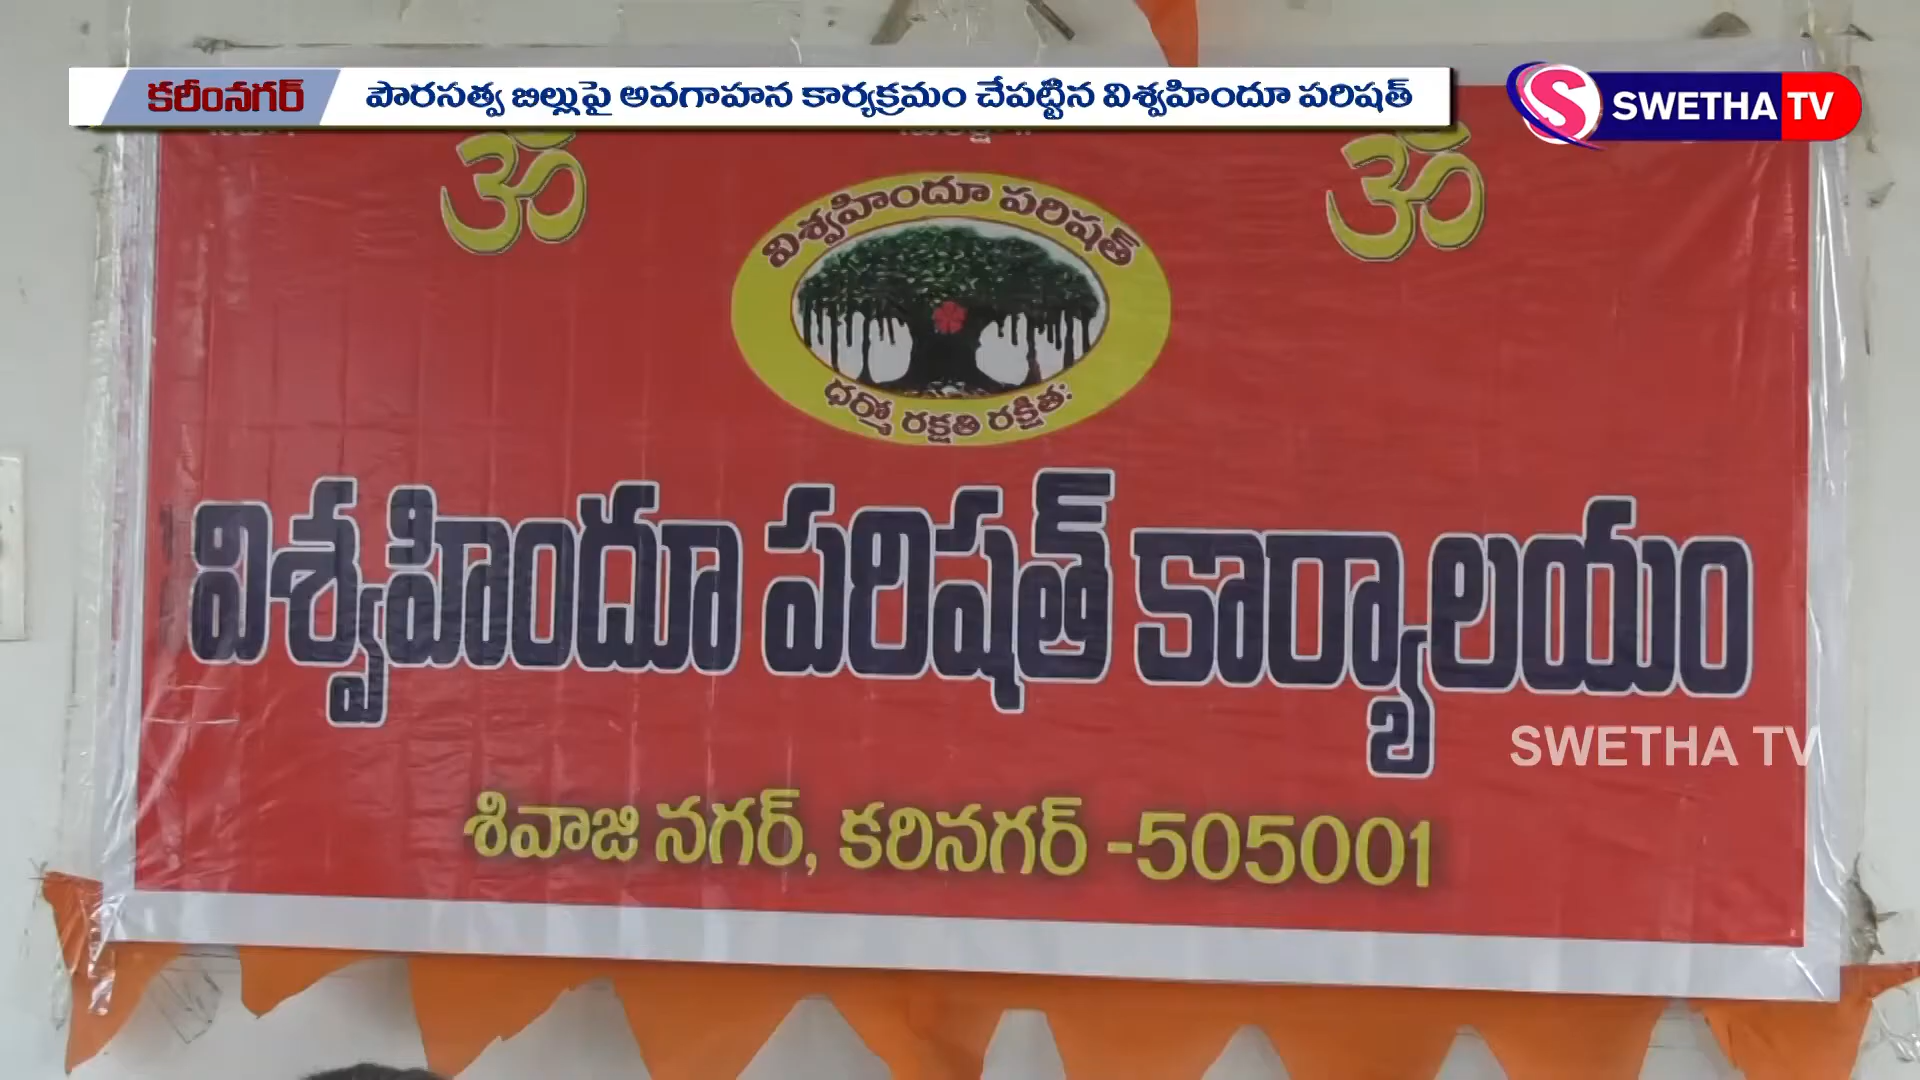 కరీంనగర్ పౌరసత్వ బిల్లుపై అవగాహన కార్యక్రమం చేపట్టిన విశ్వహిందూ పరిషత్
SWETHA TV
ॐ ॐ
విశ్వహిందూ పరిషత్
ధర్మో రక్షతి రక్షిత:
విశ్వహిందూ పరిషత్ కార్యాలయం
SWETHA TV
శివాజి నగర్, కరినగర్ -505001